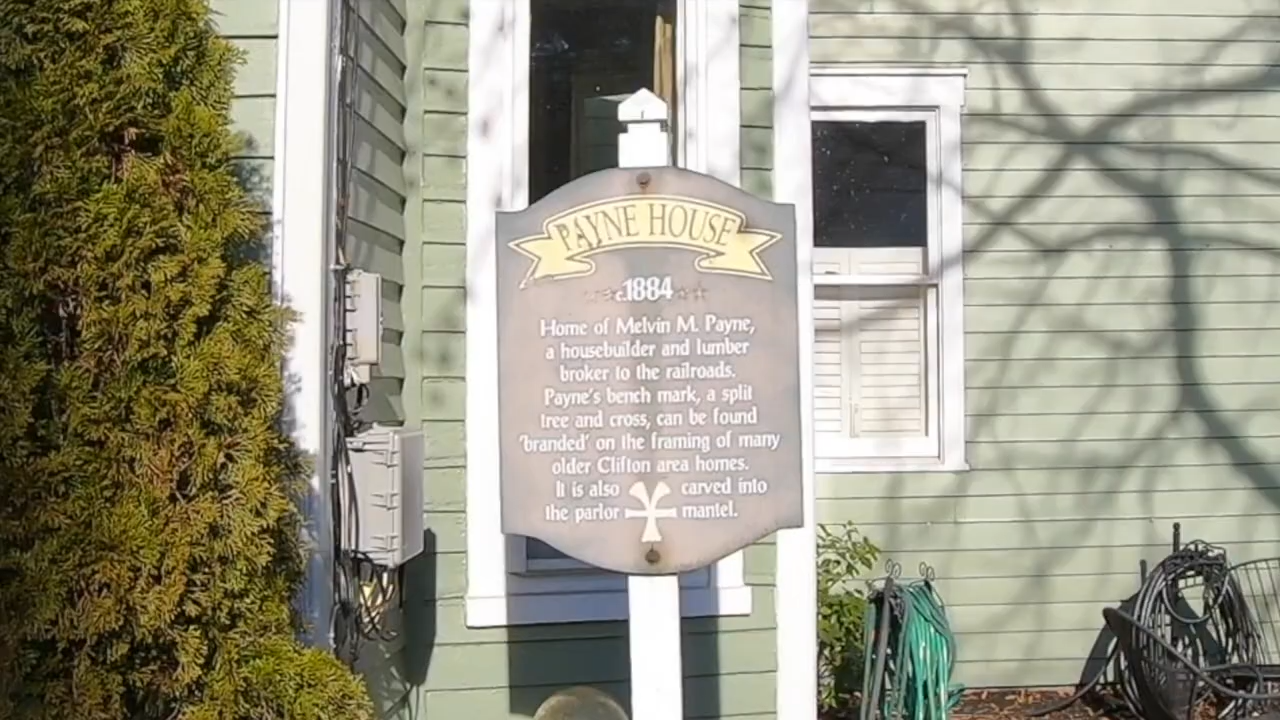 PAYNE HOUSE
c.1884
Home of Melvin M. Payne,
a housebuilder and lumber
broker to the railroads.
Payne's bench mark, a split
tree and cross, can be found
'branded' on the framing of many
older Clifton area homes.
It is also carved into
the parlor mantel.